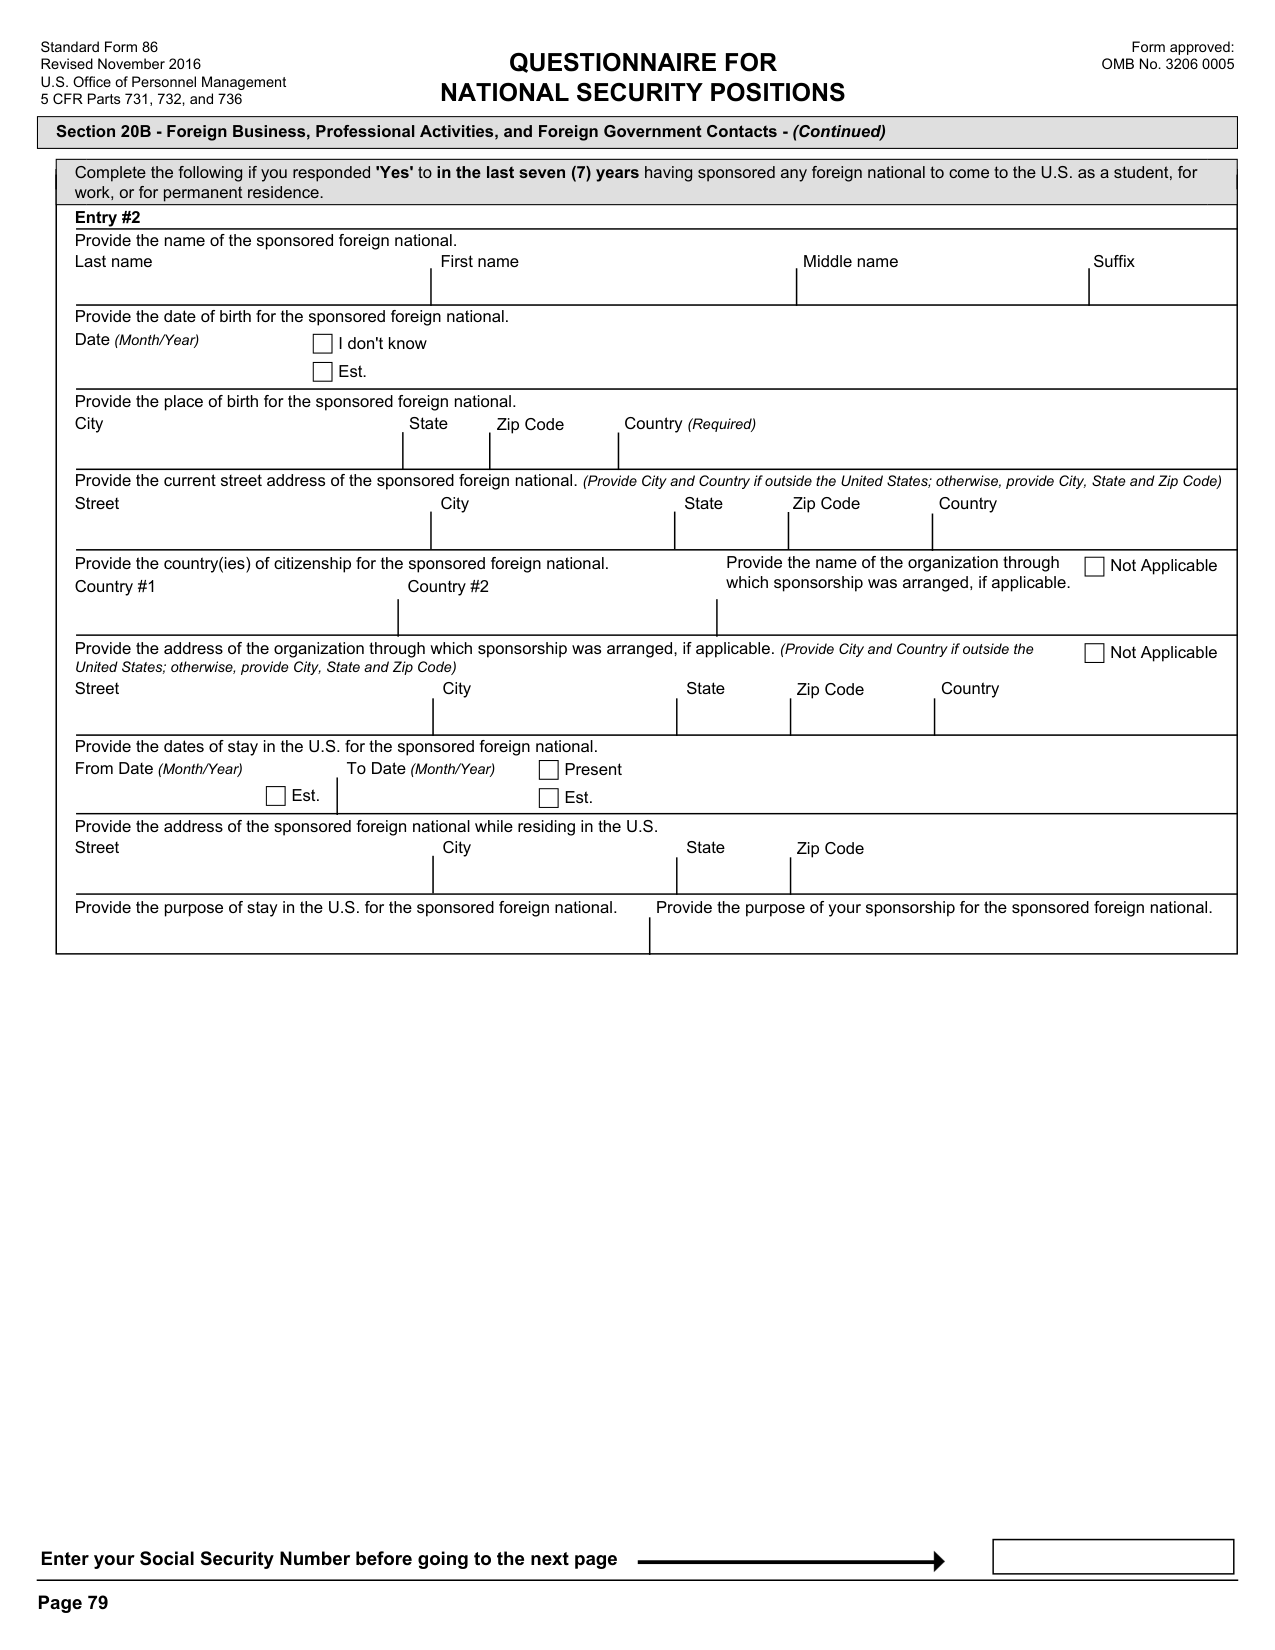 Standard Form 86
Revised November 2016
U.S. Office of Personnel Management
5 CFR Parts 731, 732, and 736
QUESTIONNAIRE FOR
NATIONAL SECURITY POSITIONS
Form approved:
OMB No. 3206 0005
Section 20B - Foreign Business, Professional Activities, and Foreign Government Contacts - (Continued)
Complete the following if you responded 'Yes' to in the last seven (7) years having sponsored any foreign national to come to the U.S. as a student, for
work, or for permanent residence.
Entry #2
Provide the name of the sponsored foreign national.
Last name First name Middle name Suffix
Provide the date of birth for the sponsored foreign national.
Date (Month/Year) I don't know
Est.
Provide the place of birth for the sponsored foreign national.
City State Zip Code Country (Required)
Provide the current street address of the sponsored foreign national. (Provide City and Country if outside the United States; otherwise, provide City, State and Zip Code)
Street City State Zip Code Country
Provide the country(ies) of citizenship for the sponsored foreign national.
Country #1 Country #2
Provide the name of the organization through
which sponsorship was arranged, if applicable.
Not Applicable
Provide the address of the organization through which sponsorship was arranged, if applicable. (Provide City and Country if outside the
United States; otherwise, provide City, State and Zip Code)
Not Applicable
Street City State Zip Code Country
Provide the dates of stay in the U.S. for the sponsored foreign national.
From Date (Month/Year) To Date (Month/Year) Present
Est. Est.
Provide the address of the sponsored foreign national while residing in the U.S.
Street City State Zip Code
Provide the purpose of stay in the U.S. for the sponsored foreign national. Provide the purpose of your sponsorship for the sponsored foreign national.
Enter your Social Security Number before going to the next page
Page 79